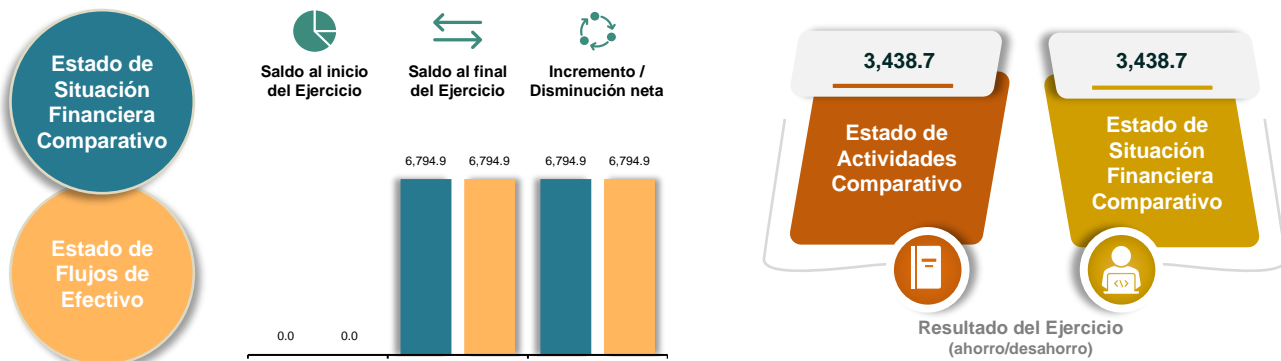 Estado de
Situación
Financiera
Comparativo
Estado de
Flujos de
Efectivo
Saldo al inicio
del Ejercicio
Saldo al final
del Ejercicio
Incremento /
Disminución neta
0.0
0.0
6,794.9
6,794.9
6,794.9
6,794.9
3,438.7
Estado de
Actividades
Comparativo
3,438.7
Estado de
Situación
Financiera
Comparativo
Resultado del Ejercicio
(ahorro/desahorro)